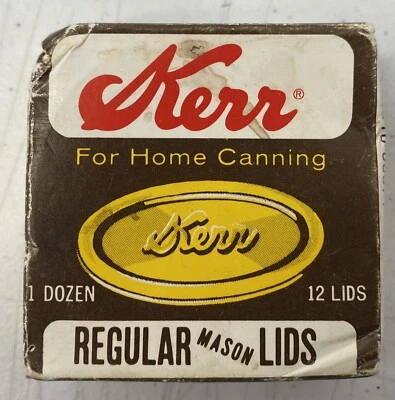 Kerr®
For Home Canning
Kerr
1 DOZEN 12 LIDS
REGULAR MASON LIDS